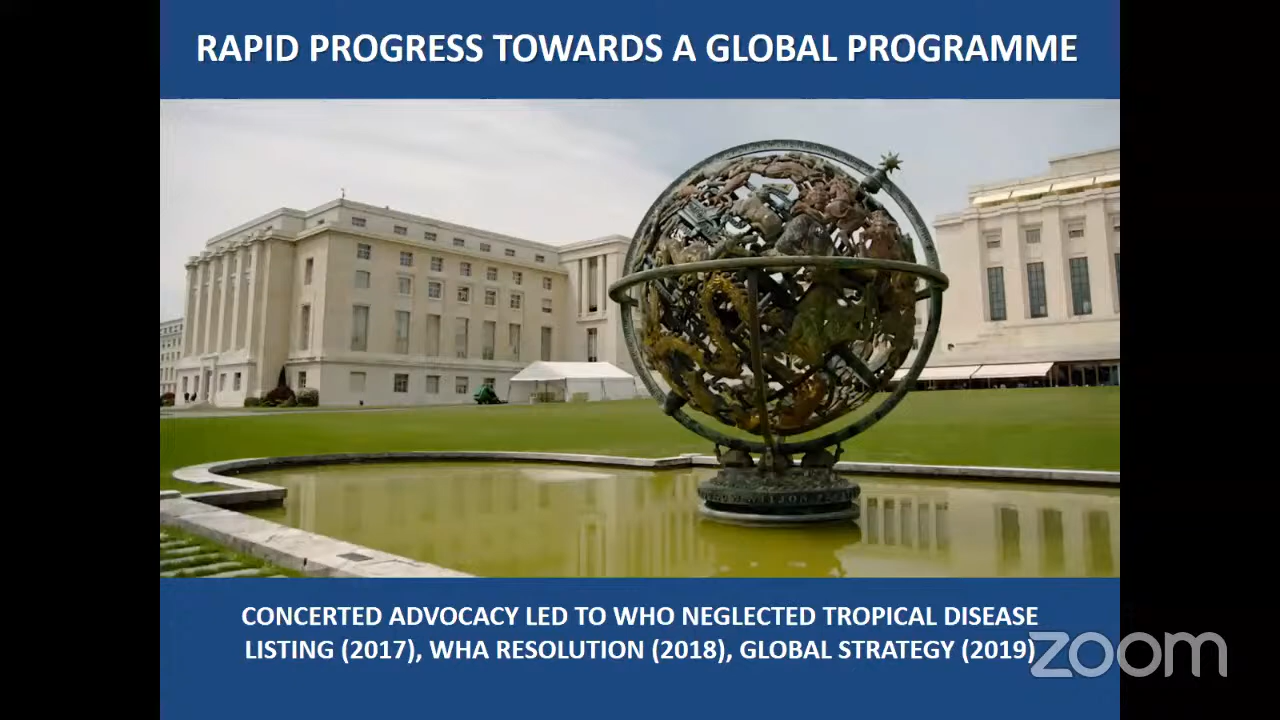 RAPID PROGRESS TOWARDS A GLOBAL PROGRAMME
CONCERTED ADVOCACY LED TO WHO NEGLECTED TROPICAL DISEASE
LISTING (2017), WHA RESOLUTION (2018), GLOBAL STRATEGY (2019)
zoom